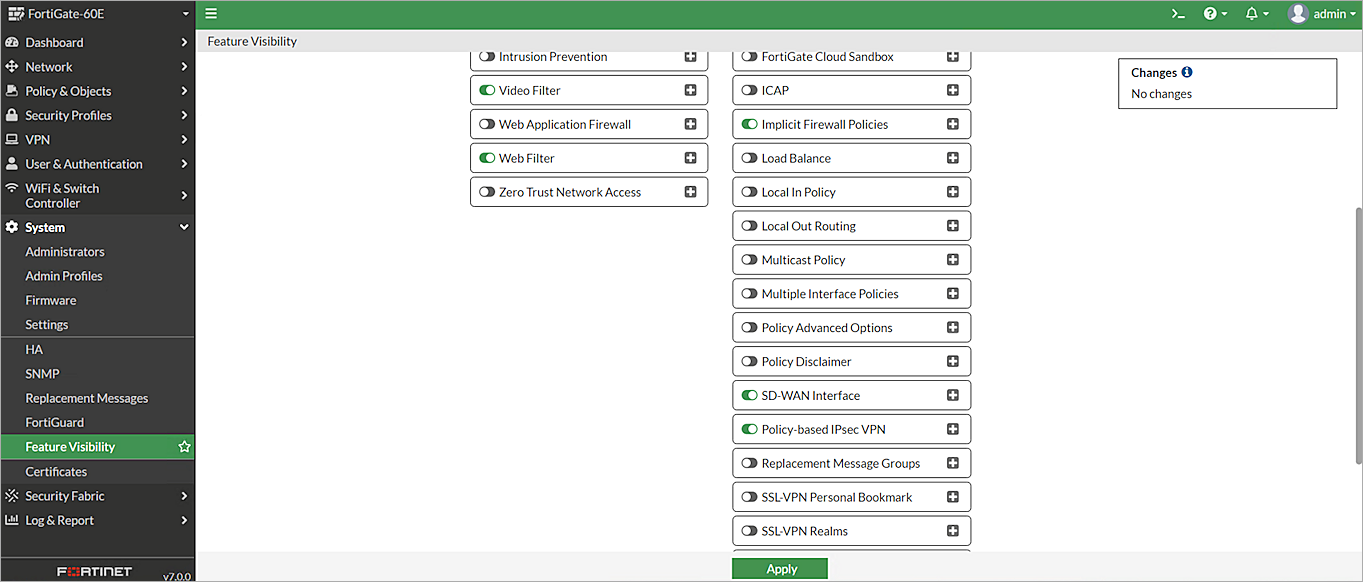 FortiGate-60E
admin
Dashboard
Network
Policy & Objects
Security Profiles
VPN
User & Authentication
WiFi & Switch
Controller
System
Administrators
Admin Profiles
Firmware
Settings
HA
SNMP
Replacement Messages
FortiGuard
Feature Visibility
Certificates
Security Fabric
Log & Report
FORTINET
v7.0.0
Feature Visibility
Intrusion Prevention
Video Filter
Web Application Firewall
Web Filter
Zero Trust Network Access
FortiGate Cloud Sandbox
ICAP
Implicit Firewall Policies
Load Balance
Local In Policy
Local Out Routing
Multicast Policy
Multiple Interface Policies
Policy Advanced Options
Policy Disclaimer
SD-WAN Interface
Policy-based IPsec VPN
Replacement Message Groups
SSL-VPN Personal Bookmark
SSL-VPN Realms
Changes
No changes
Apply